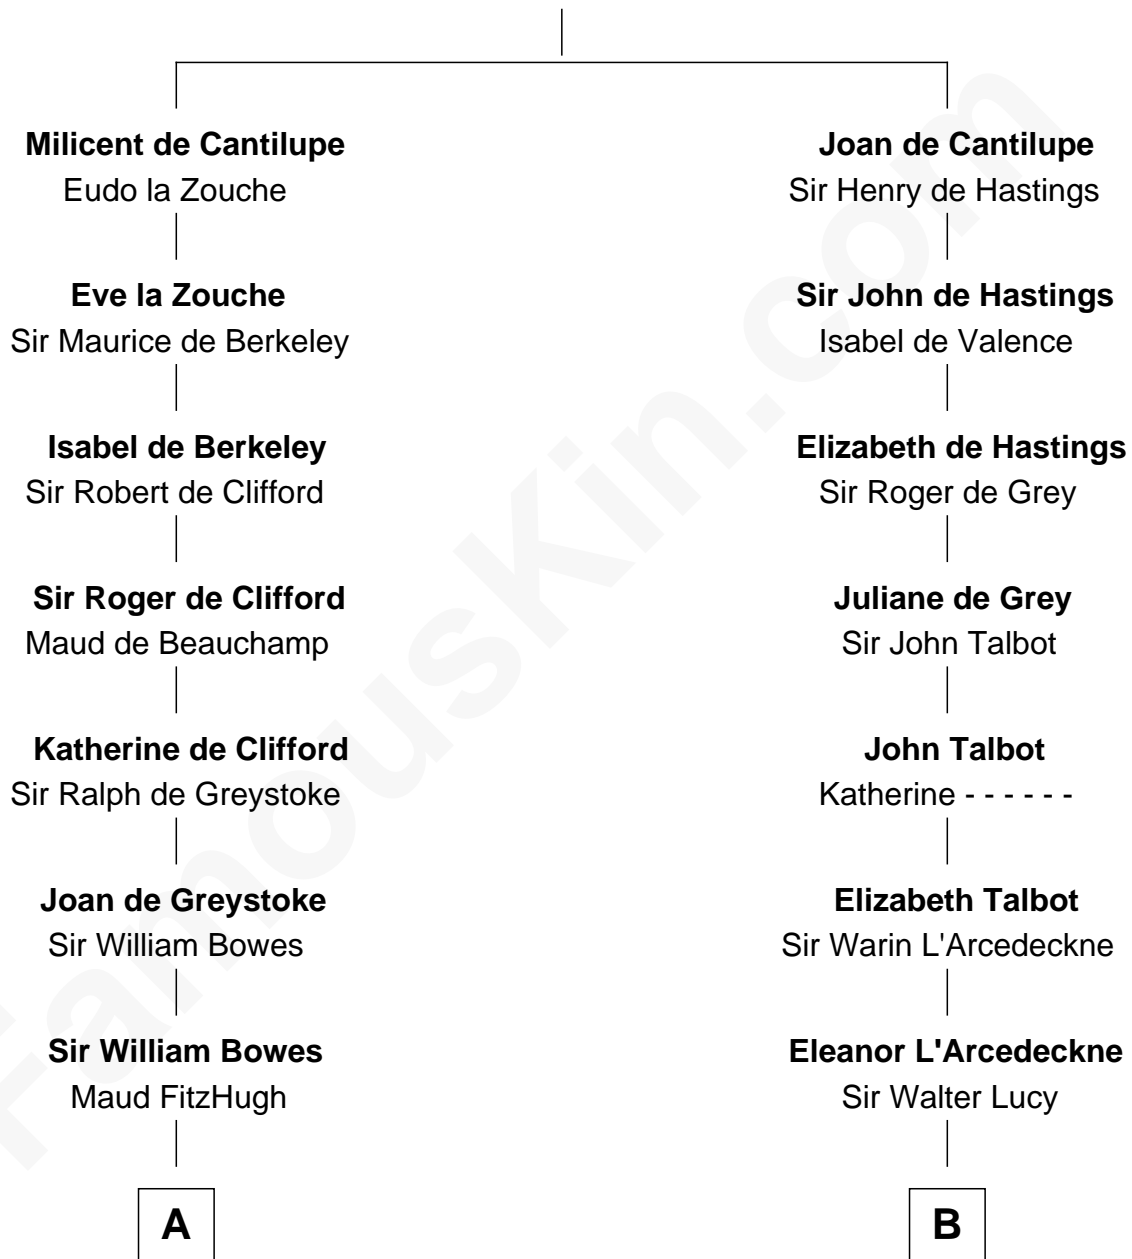 Milicent de Cantilupe
Eudo la Zouche
Eve la Zouche
Sir Maurice de Berkeley
Isabel de Berkeley
Sir Robert de Clifford
Sir Roger de Clifford
Maud de Beauchamp
Katherine de Clifford
Sir Ralph de Greystoke
Joan de Greystoke
Sir William Bowes
Sir William Bowes
Maud FitzHugh
A
Joan de Cantilupe
Sir Henry de Hastings
Sir John de Hastings
Isabel de Valence
Elizabeth de Hastings
Sir Roger de Grey
Juliane de Grey
Sir John Talbot
John Talbot
Katherine - - - - - -
Elizabeth Talbot
Sir Warin L'Arcedeckne
Eleanor L'Arcedeckne
Sir Walter Lucy
B
FamousKin.com